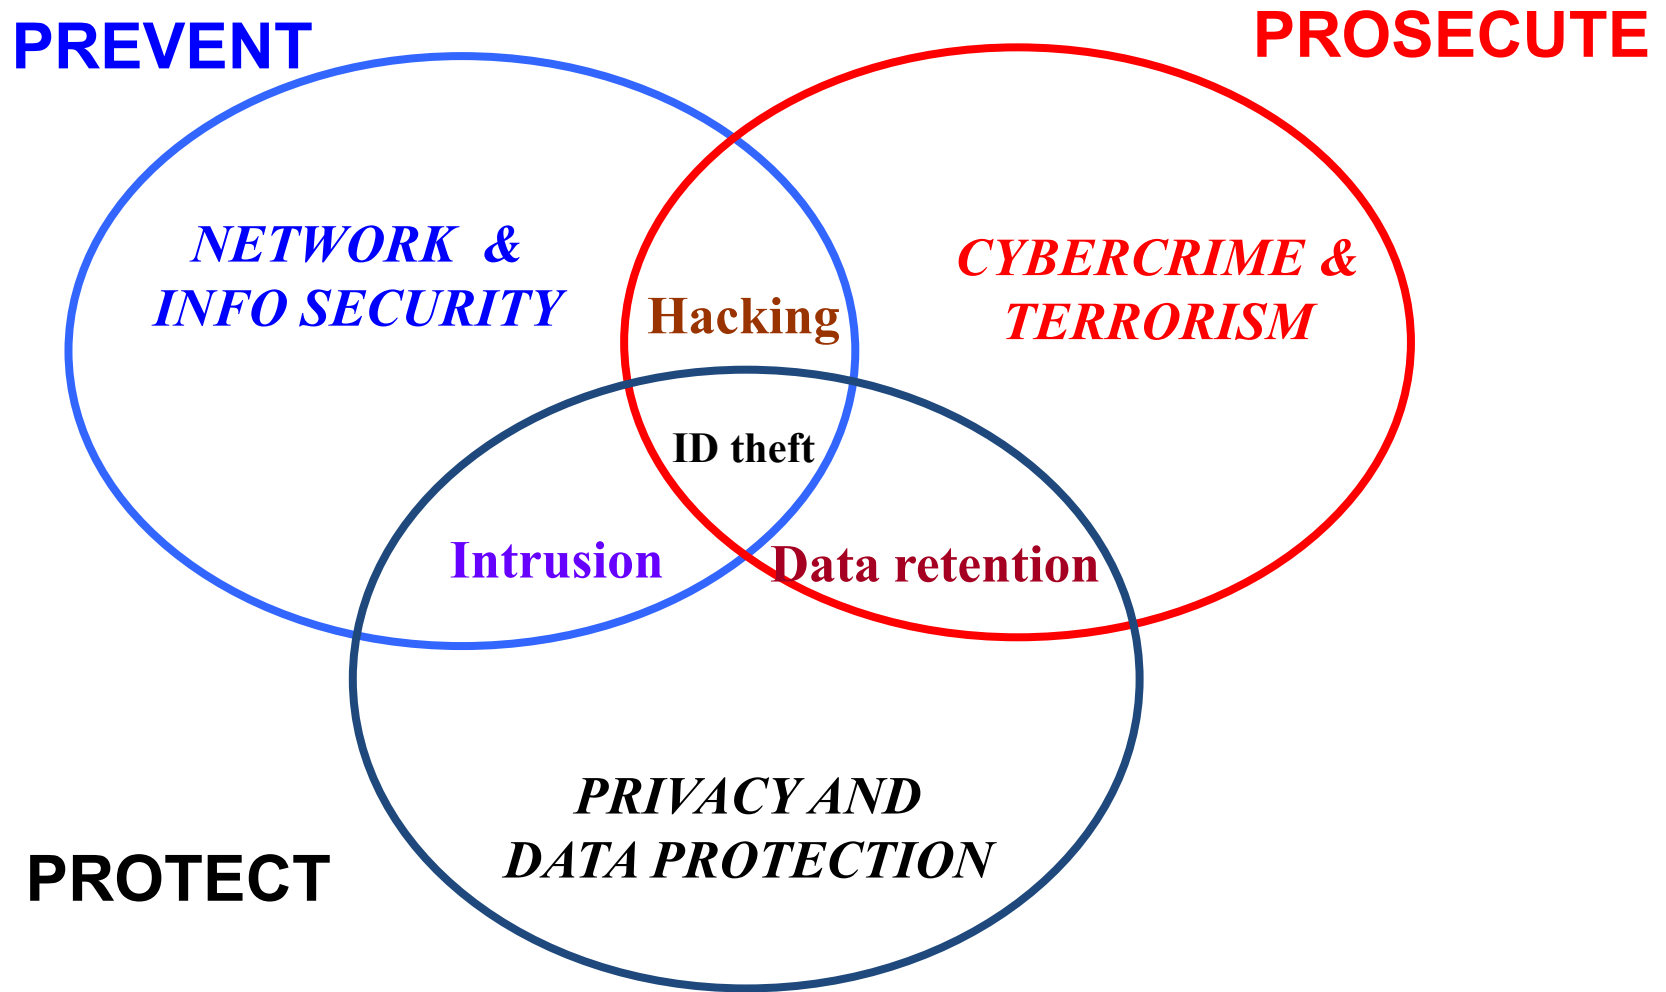 PREVENT
PROSECUTE
NETWORK &
INFO SECURITY
CYBERCRIME &
TERRORISM
Hacking
ID theft
Intrusion
Data retention
PRIVACY AND
DATA PROTECTION
PROTECT